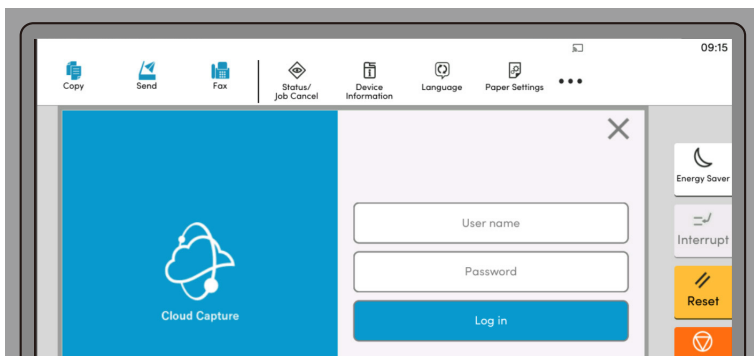 09:15
Copy
Send
Fax
Status/
Job Cancel
Device
Information
Language
Paper Settings
Energy Saver
User name
Interrupt
Password
Reset
Cloud Capture
Log in